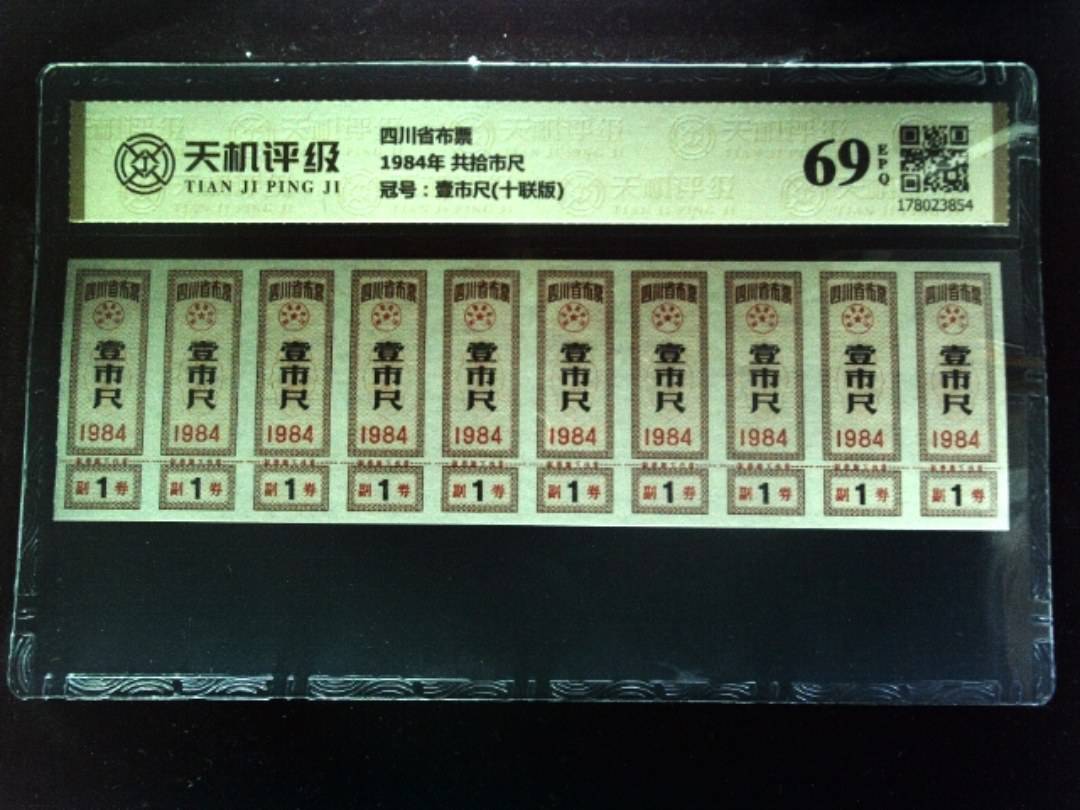 天机评级
TIAN JI PING JI
四川省布票
1984年 共拾市尺
冠号：壹市尺(十联版)
69
EPQ
178023854
四川省布票 四川省布票 四川省布票 四川省布票 四川省布票 四川省布票 四川省布票 四川省布票 四川省布票 四川省布票
壹市尺 壹市尺 壹市尺 壹市尺 壹市尺 壹市尺 壹市尺 壹市尺 壹市尺 壹市尺
1984 1984 1984 1984 1984 1984 1984 1984 1984 1984
副1券 副1券 副1券 副1券 副1券 副1券 副1券 副1券 副1券 副1券